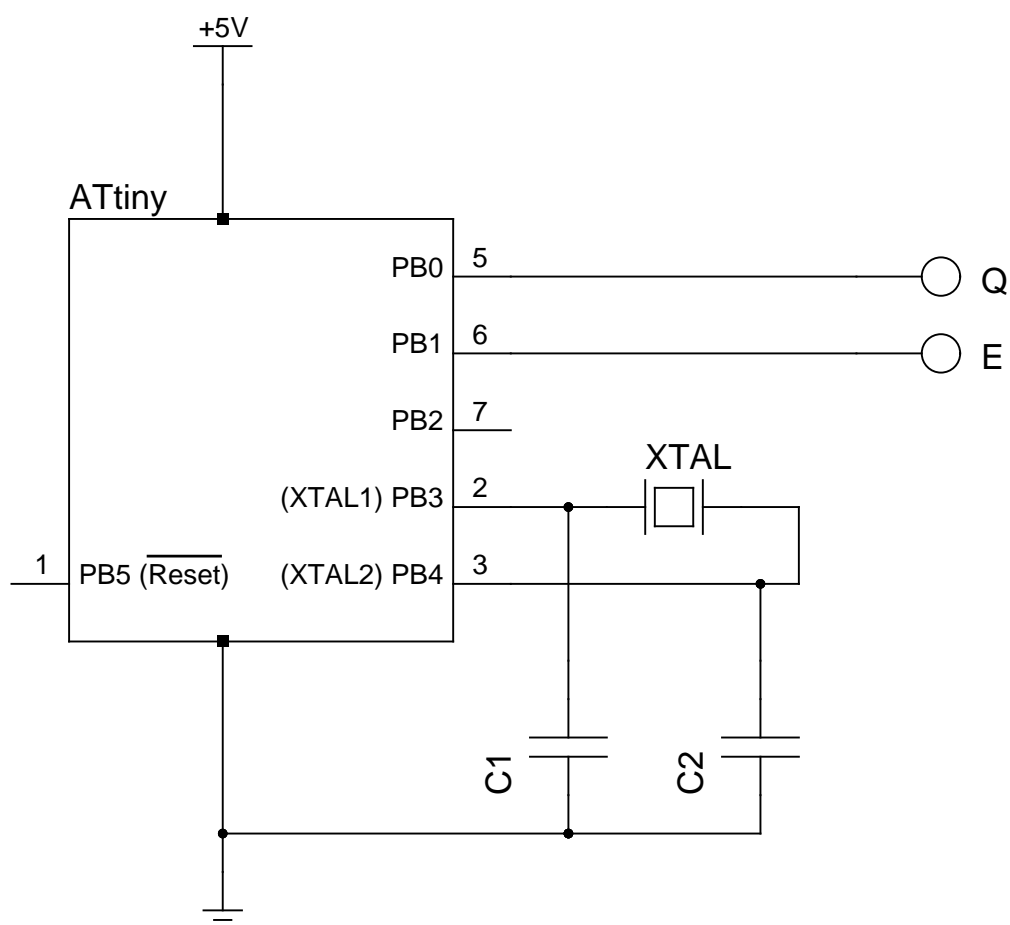 +5V
ATtiny
PB0 5 Q
PB1 6 E
PB2 7
XTAL
(XTAL1) PB3 2
1 PB5 (Reset) (XTAL2) PB4 3
C1 C2